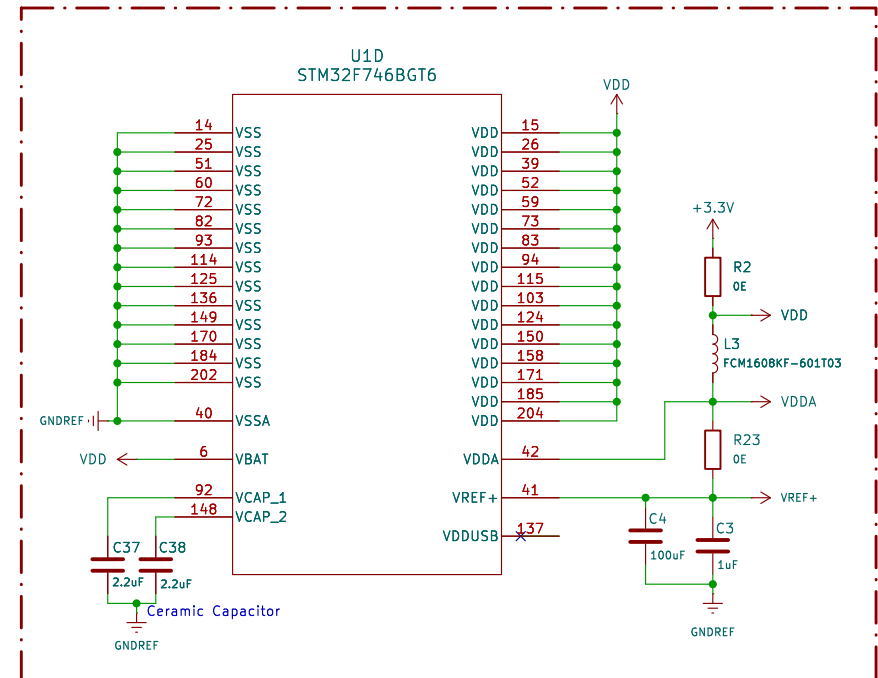 U1D
STM32F746BGT6
VDD
14 VSS VDD 15
25 VSS VDD 26
51 VSS VDD 39
60 VSS VDD 52
72 VSS VDD 59
82 VSS VDD 73
93 VSS VDD 83
114 VSS VDD 94
125 VSS VDD 115
136 VSS VDD 103
149 VSS VDD 124
170 VSS VDD 150
184 VSS VDD 158
202 VSS VDD 171
VDD 185
GNDREF 40 VSSA VDD 204
VDD 6 VBAT VDDA 42
92 VCAP_1 VREF+ 41
148 VCAP_2
VDDUSB 137
+3.3V
R2
0E
VDD
L3
FCM1608KF-601T03
VDDA
R23
0E
VREF+
C4
100uF
C3
1uF
GNDREF
C37
2.2uF
C38
2.2uF
Ceramic Capacitor
GNDREF